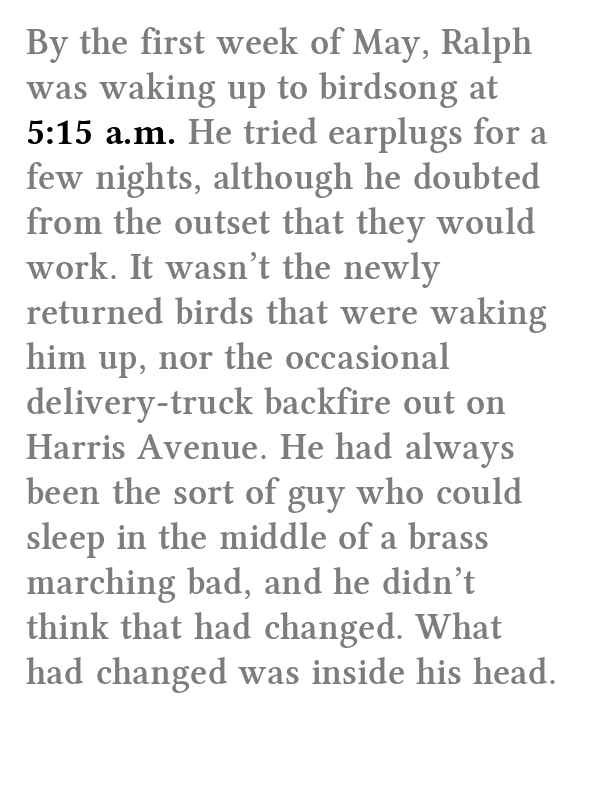 By the first week of May, Ralph
was waking up to birdsong at
5:15 a.m. He tried earplugs for a
few nights, although he doubted
from the outset that they would
work. It wasn’t the newly
returned birds that were waking
him up, nor the occasional
delivery-truck backfire out on
Harris Avenue. He had always
been the sort of guy who could
sleep in the middle of a brass
marching bad, and he didn’t
think that had changed. What
had changed was inside his head.